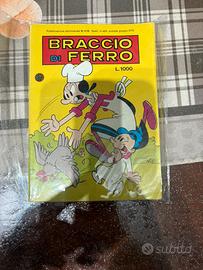 BRACCIO
DI
FERRO
L. 1000
subito